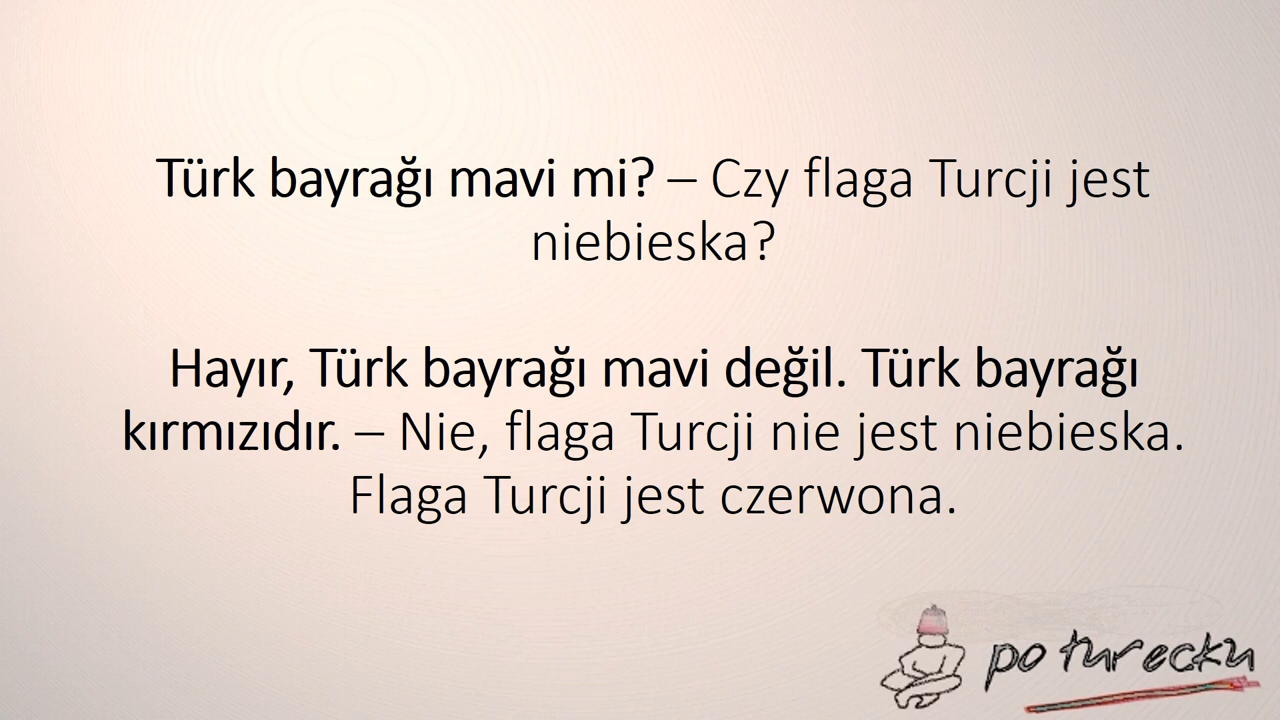 Türk bayrağı mavi mi? – Czy flaga Turcji jest
niebieska?
Hayır, Türk bayrağı mavi değil. Türk bayrağı
kırmızıdır. – Nie, flaga Turcji nie jest niebieska.
Flaga Turcji jest czerwona.
po turecku